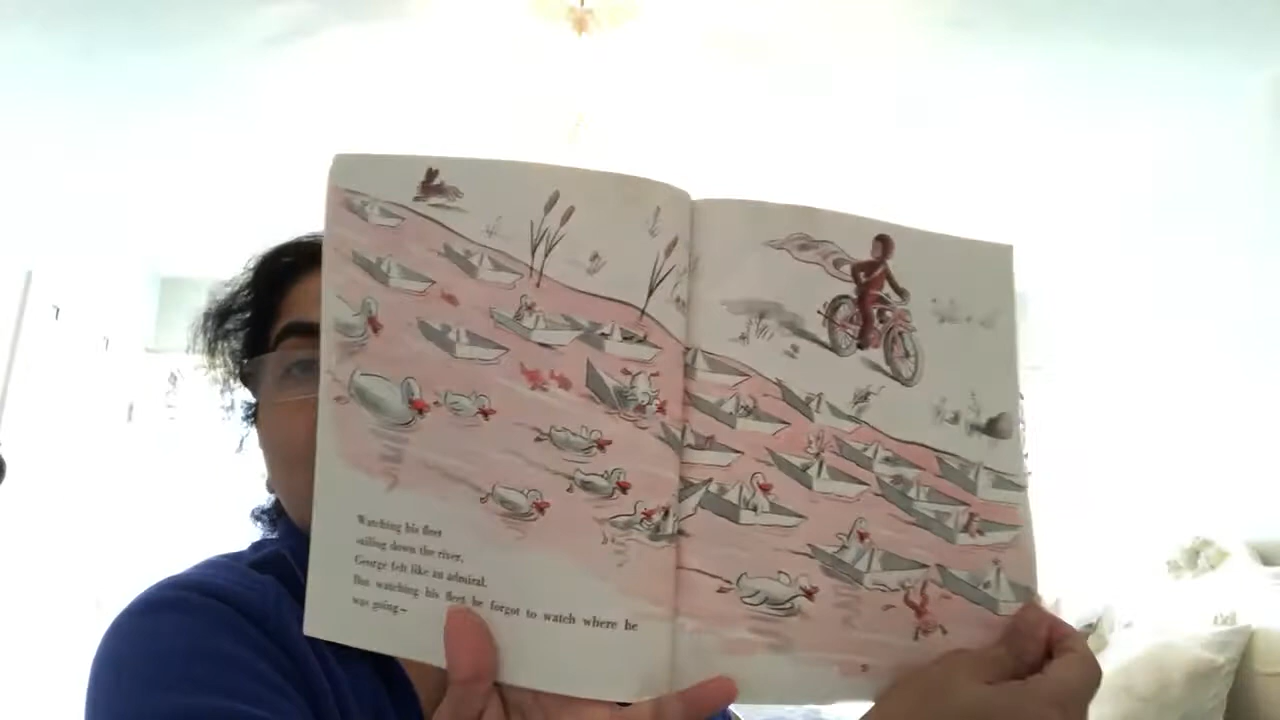 Watching his fleet
sailing down the river,
George felt like an admiral.
But watching his fleet he forgot to watch where he
was going—